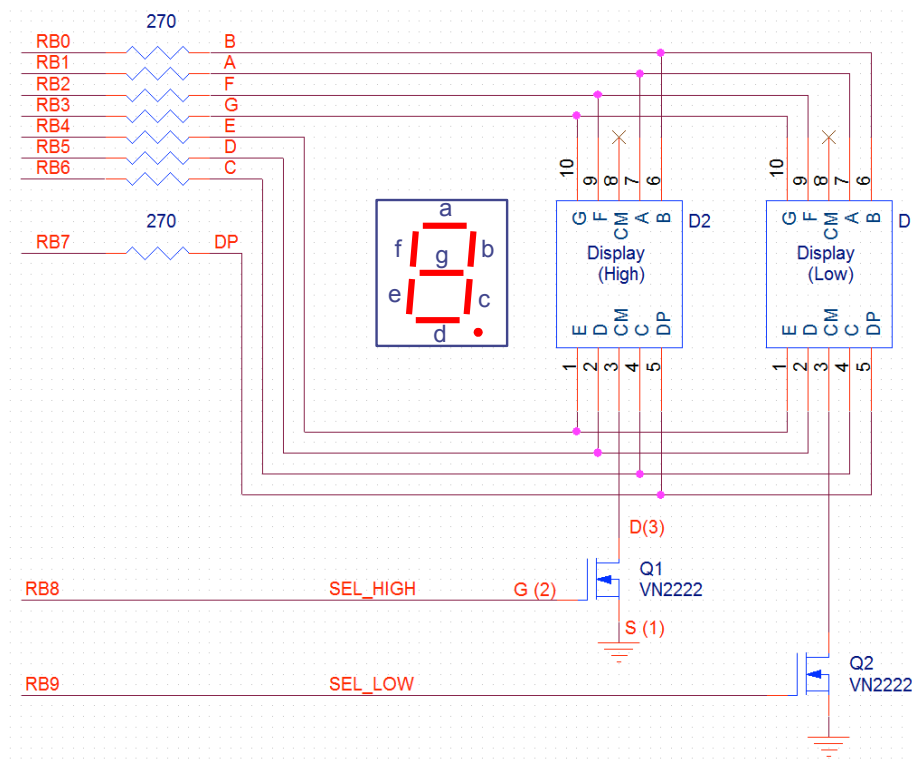 270
RB0 B
RB1 A
RB2 F
RB3 G
RB4 E
RB5 D
RB6 C
270
RB7 DP
a
f b
g
e c
d
10 9 8 7 6
G F CM A B
D2
Display
(High)
E D CM C DP
1 2 3 4 5
10 9 8 7 6
G F CM A B
D
Display
(Low)
E D CM C DP
1 2 3 4 5
D(3)
Q1
VN2222
RB8 SEL_HIGH G (2)
S (1)
Q2
VN2222
RB9 SEL_LOW